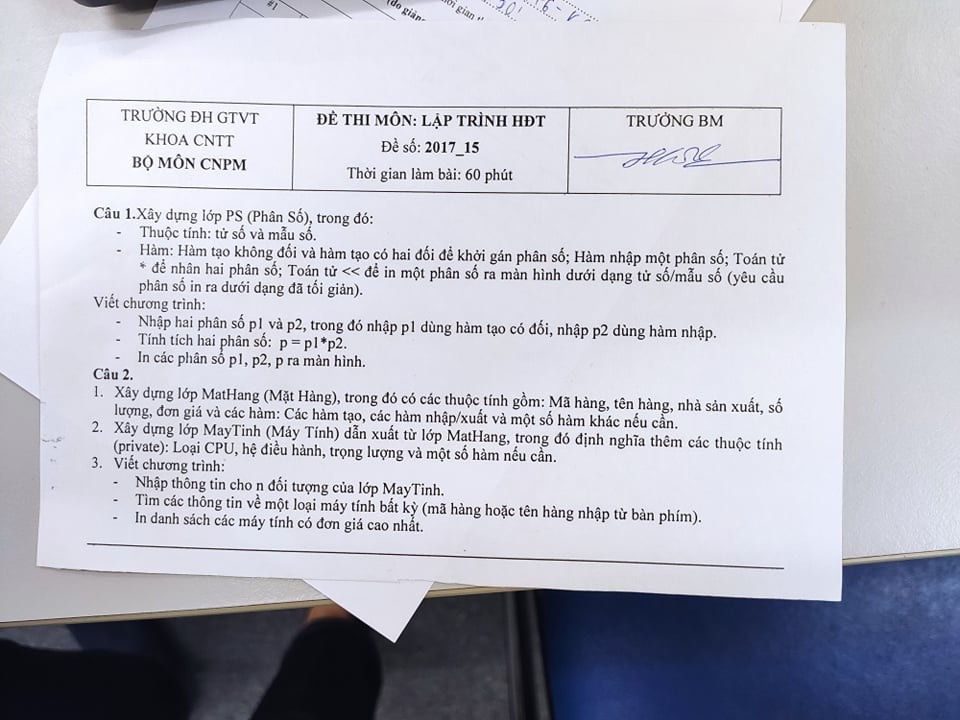 #1
(do giản
TRƯỜNG ĐH GTVT
KHOA CNTT
BỘ MÔN CNPM
ĐỀ THI MÔN: LẬP TRÌNH HĐT
Đề số: 2017_15
Thời gian làm bài: 60 phút
TRƯỞNG BM
Câu 1.Xây dựng lớp PS (Phân Số), trong đó:
- Thuộc tính: tử số và mẫu số.
- Hàm: Hàm tạo không đối và hàm tạo có hai đối để khởi gán phân số; Hàm nhập một phân số; Toán tử
* để nhân hai phân số; Toán tử << để in một phân số ra màn hình dưới dạng tử số/mẫu số (yêu cầu
phân số in ra dưới dạng đã tối giản).
Viết chương trình:
- Nhập hai phân số p1 và p2, trong đó nhập p1 dùng hàm tạo có đối, nhập p2 dùng hàm nhập.
- Tính tích hai phân số: p = p1*p2.
- In các phân số p1, p2, p ra màn hình.
Câu 2.
1. Xây dựng lớp MatHang (Mặt Hàng), trong đó có các thuộc tính gồm: Mã hàng, tên hàng, nhà sản xuất, số
lượng, đơn giá và các hàm: Các hàm tạo, các hàm nhập/xuất và một số hàm khác nếu cần.
2. Xây dựng lớp MayTinh (Máy Tính) dẫn xuất từ lớp MatHang, trong đó định nghĩa thêm các thuộc tính
(private): Loại CPU, hệ điều hành, trọng lượng và một số hàm nếu cần.
3. Viết chương trình:
- Nhập thông tin cho n đối tượng của lớp MayTinh.
- Tìm các thông tin về một loại máy tính bất kỳ (mã hàng hoặc tên hàng nhập từ bàn phím).
- In danh sách các máy tính có đơn giá cao nhất.